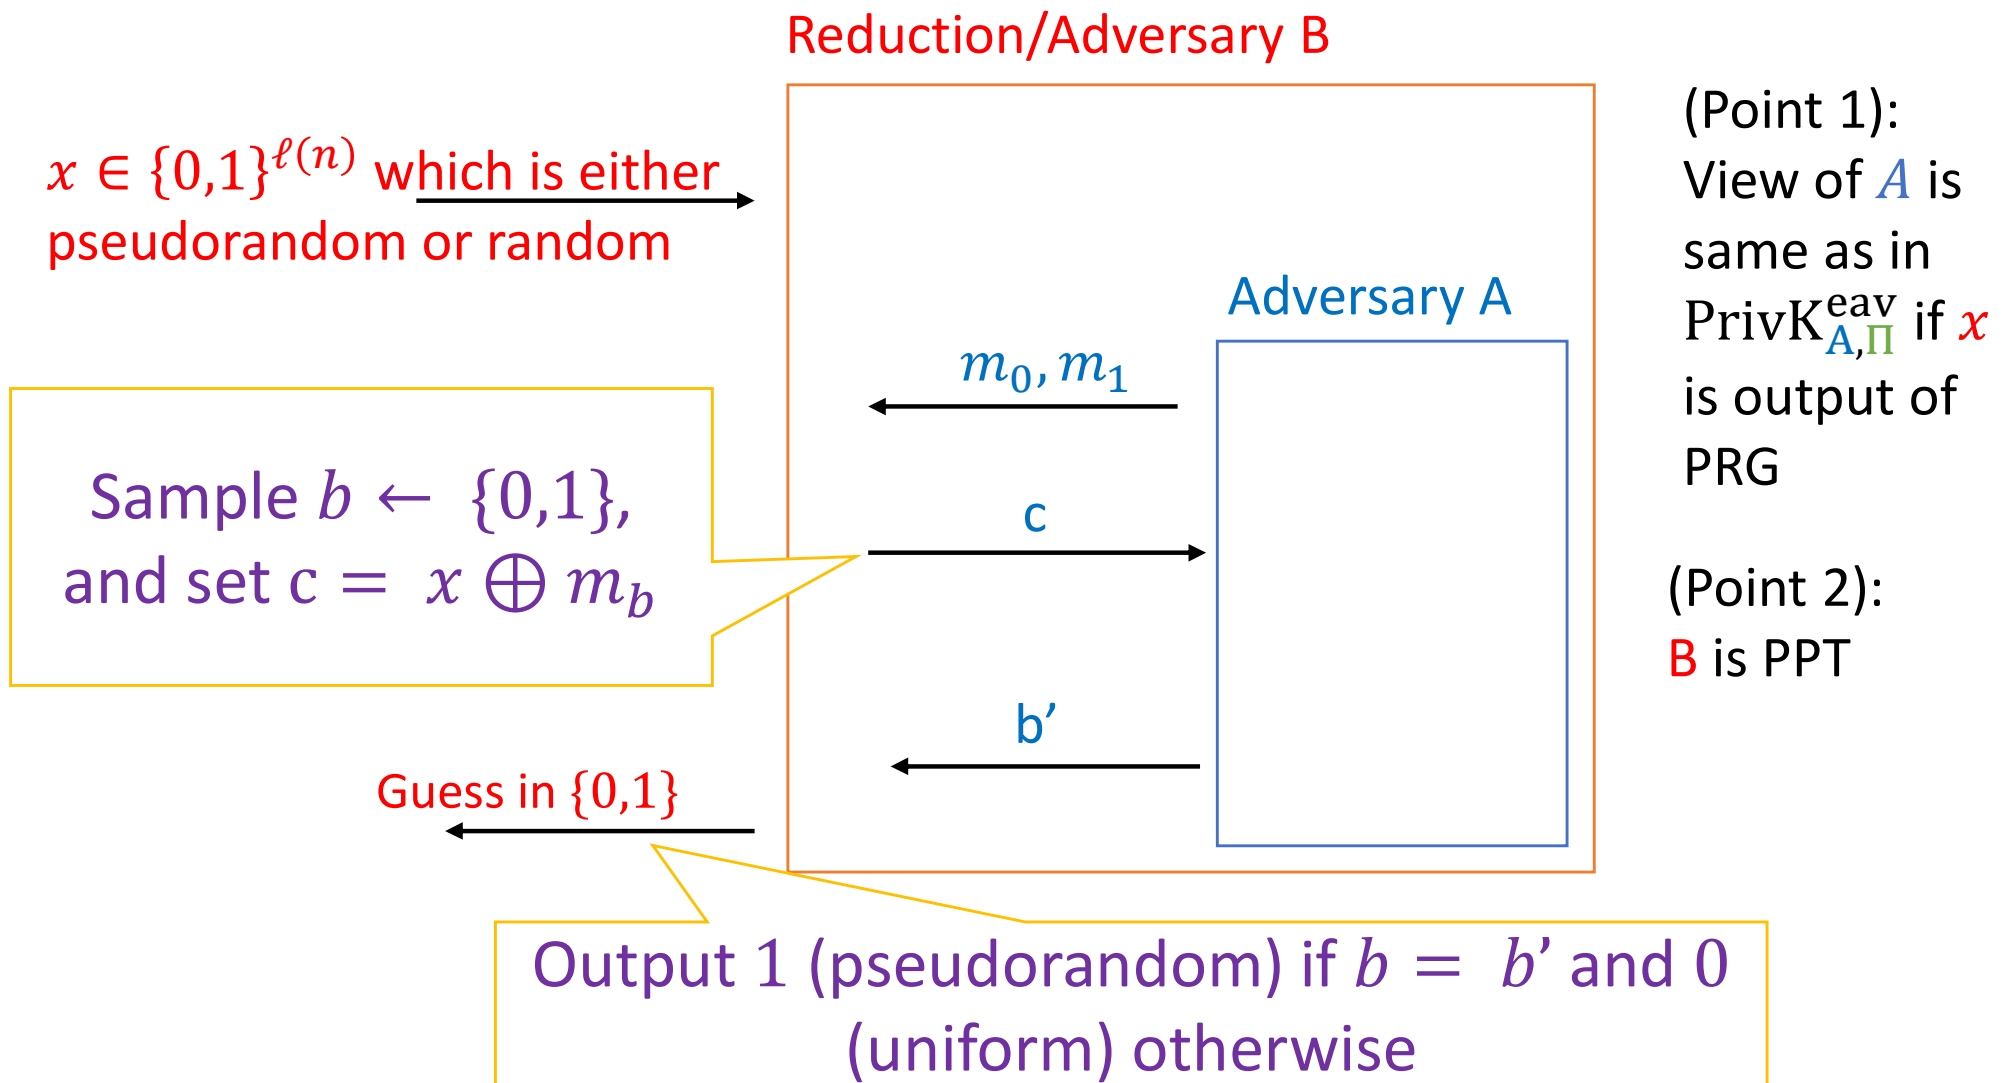 Reduction/Adversary B
x ∈ {0,1}^ℓ(n) which is either
pseudorandom or random
(Point 1):
View of A is
same as in
PrivK^eav_A,Π if x
is output of
PRG
Adversary A
m₀, m₁
Sample b ← {0,1},
and set c = x ⊕ m_b
c
(Point 2):
B is PPT
b’
Guess in {0,1}
Output 1 (pseudorandom) if b = b’ and 0
(uniform) otherwise